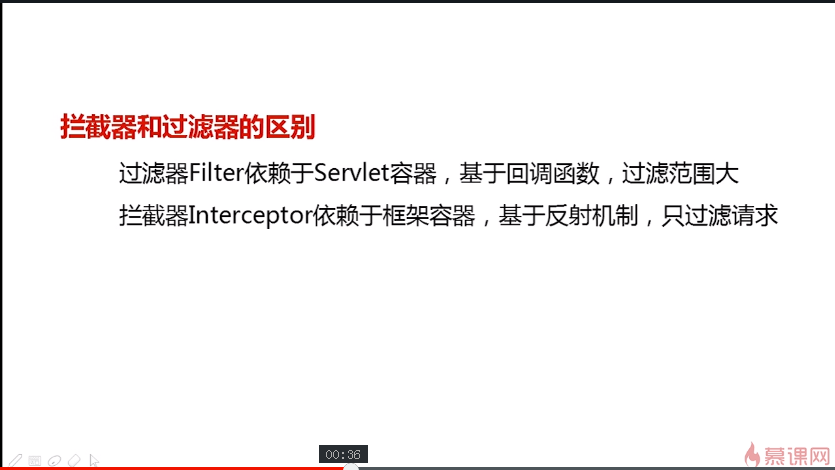 拦截器和过滤器的区别
过滤器Filter依赖于Servlet容器，基于回调函数，过滤范围大
拦截器Interceptor依赖于框架容器，基于反射机制，只过滤请求
00:36
慕课网